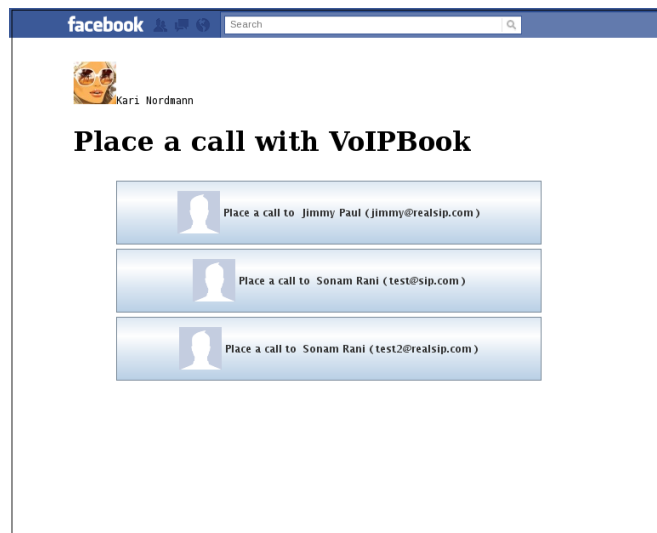 facebook Search
Kari Nordmann
Place a call with VoIPBook
Place a call to Jimmy Paul (jimmy@realsip.com)
Place a call to Sonam Rani (test@sip.com)
Place a call to Sonam Rani (test2@realsip.com)